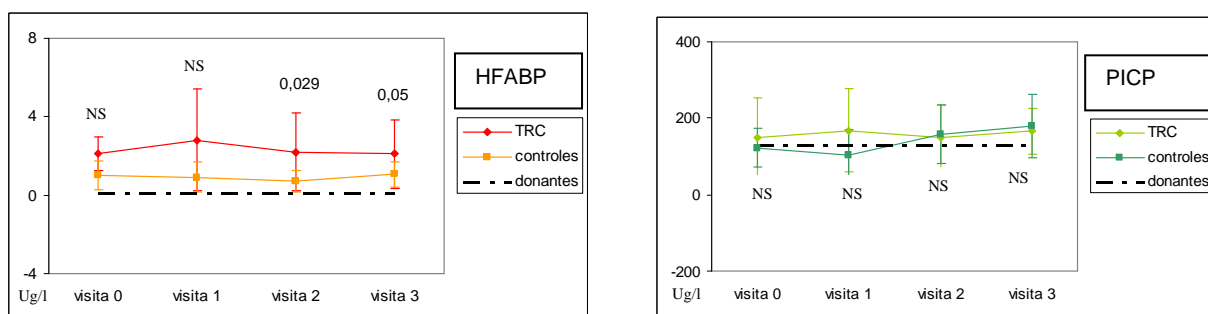 8
4
0
-4
Ug/l
NS
NS
0,029
0,05
visita 0 visita 1 visita 2 visita 3
HFABP
TRC
controles
donantes
400
200
0
-200
Ug/l
NS
NS
NS
NS
visita 0 visita 1 visita 2 visita 3
PICP
TRC
controles
donantes